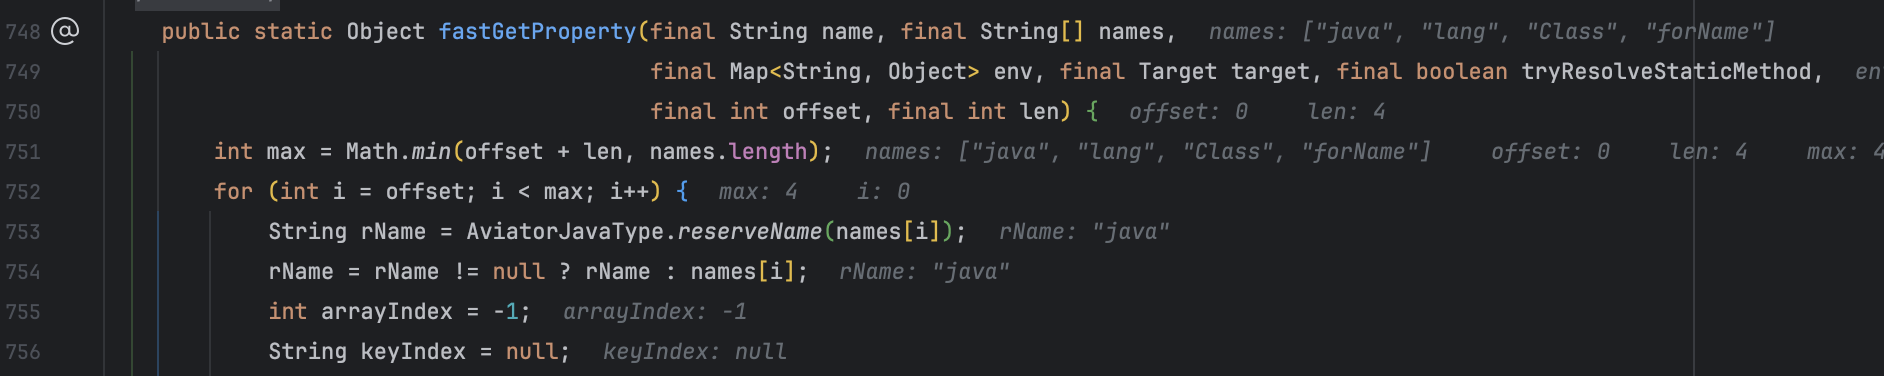 748 @ public static Object fastGetProperty(final String name, final String[] names, names: ["java", "lang", "Class", "forName"]
749 final Map<String, Object> env, final Target target, final boolean tryResolveStaticMethod, en
750 final int offset, final int len) { offset: 0 len: 4
751 int max = Math.min(offset + len, names.length); names: ["java", "lang", "Class", "forName"] offset: 0 len: 4 max: 4
752 for (int i = offset; i < max; i++) { max: 4 i: 0
753 String rName = AviatorJavaType.reserveName(names[i]); rName: "java"
754 rName = rName != null ? rName : names[i]; rName: "java"
755 int arrayIndex = -1; arrayIndex: -1
756 String keyIndex = null; keyIndex: null